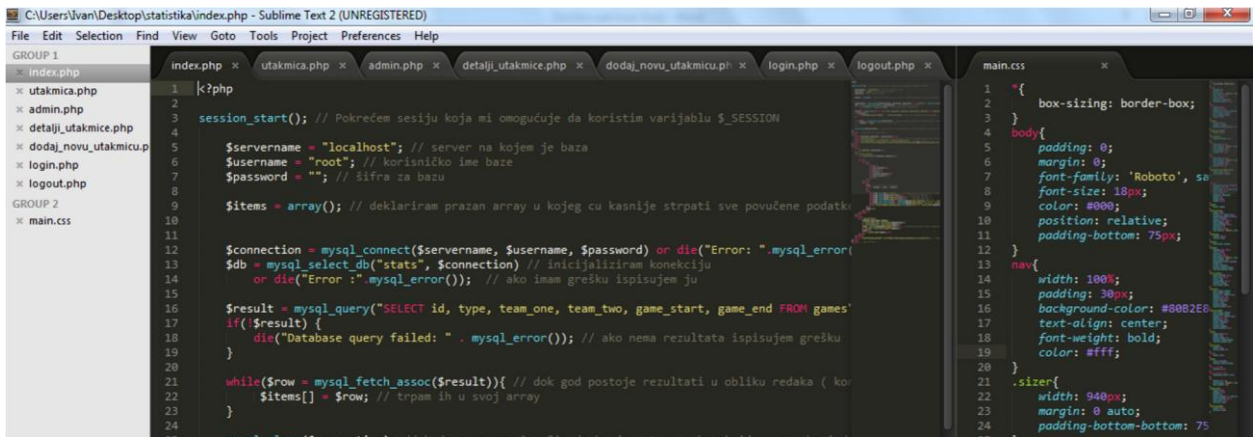 C:\Users\Ivan\Desktop\statistika\index.php - Sublime Text 2 (UNREGISTERED)
File Edit Selection Find View Goto Tools Project Preferences Help
GROUP 1
index.php
utakmica.php
admin.php
detalji_utakmice.php
dodaj_novu_utakmicu.p
login.php
logout.php
GROUP 2
main.css
index.php × utakmica.php × admin.php × detalji_utakmice.php × dodaj_novu_utakmicu.ph × login.php × logout.php ×
1 <?php
2
3 session_start(); // Pokrećem sesiju koja mi omogućuje da koristim varijablu $_SESSION
4
5 $servername = "localhost"; // server na kojem je baza
6 $username = "root"; // korisničko ime baze
7 $password = ""; // šifra za bazu
8
9 $items = array(); // deklariram prazan array u kojeg cu kasnije strpati sve povučene podatke
10
11
12 $connection = mysql_connect($servername, $username, $password) or die("Error: ".mysql_error(
13 $db = mysql_select_db("stats", $connection) // inicijaliziram konekciju
14 or die("Error :".mysql_error()); // ako imam grešku ispisujem ju
15
16 $result = mysql_query("SELECT id, type, team_one, team_two, game_start, game_end FROM games"
17 if(!$result) {
18 die("Database query failed: " . mysql_error()); // ako nema rezultata ispisujem grešku
19 }
20
21 while($row = mysql_fetch_assoc($result)){ // dok god postoje rezultati u obliku redaka ( kor
22 $items[] = $row; // trpam ih u svoj array
23 }
24
main.css ×
1 *{
2 box-sizing: border-box;
3 }
4 body{
5 padding: 0;
6 margin: 0;
7 font-family: 'Roboto', sa
8 font-size: 18px;
9 color: #000;
10 position: relative;
11 padding-bottom: 75px;
12 }
13 nav{
14 width: 100%;
15 padding: 30px;
16 background-color: #80B2E8
17 text-align: center;
18 font-weight: bold;
19 color: #fff;
20 }
21 .sizer{
22 width: 940px;
23 margin: 0 auto;
24 padding-bottom-bottom: 75